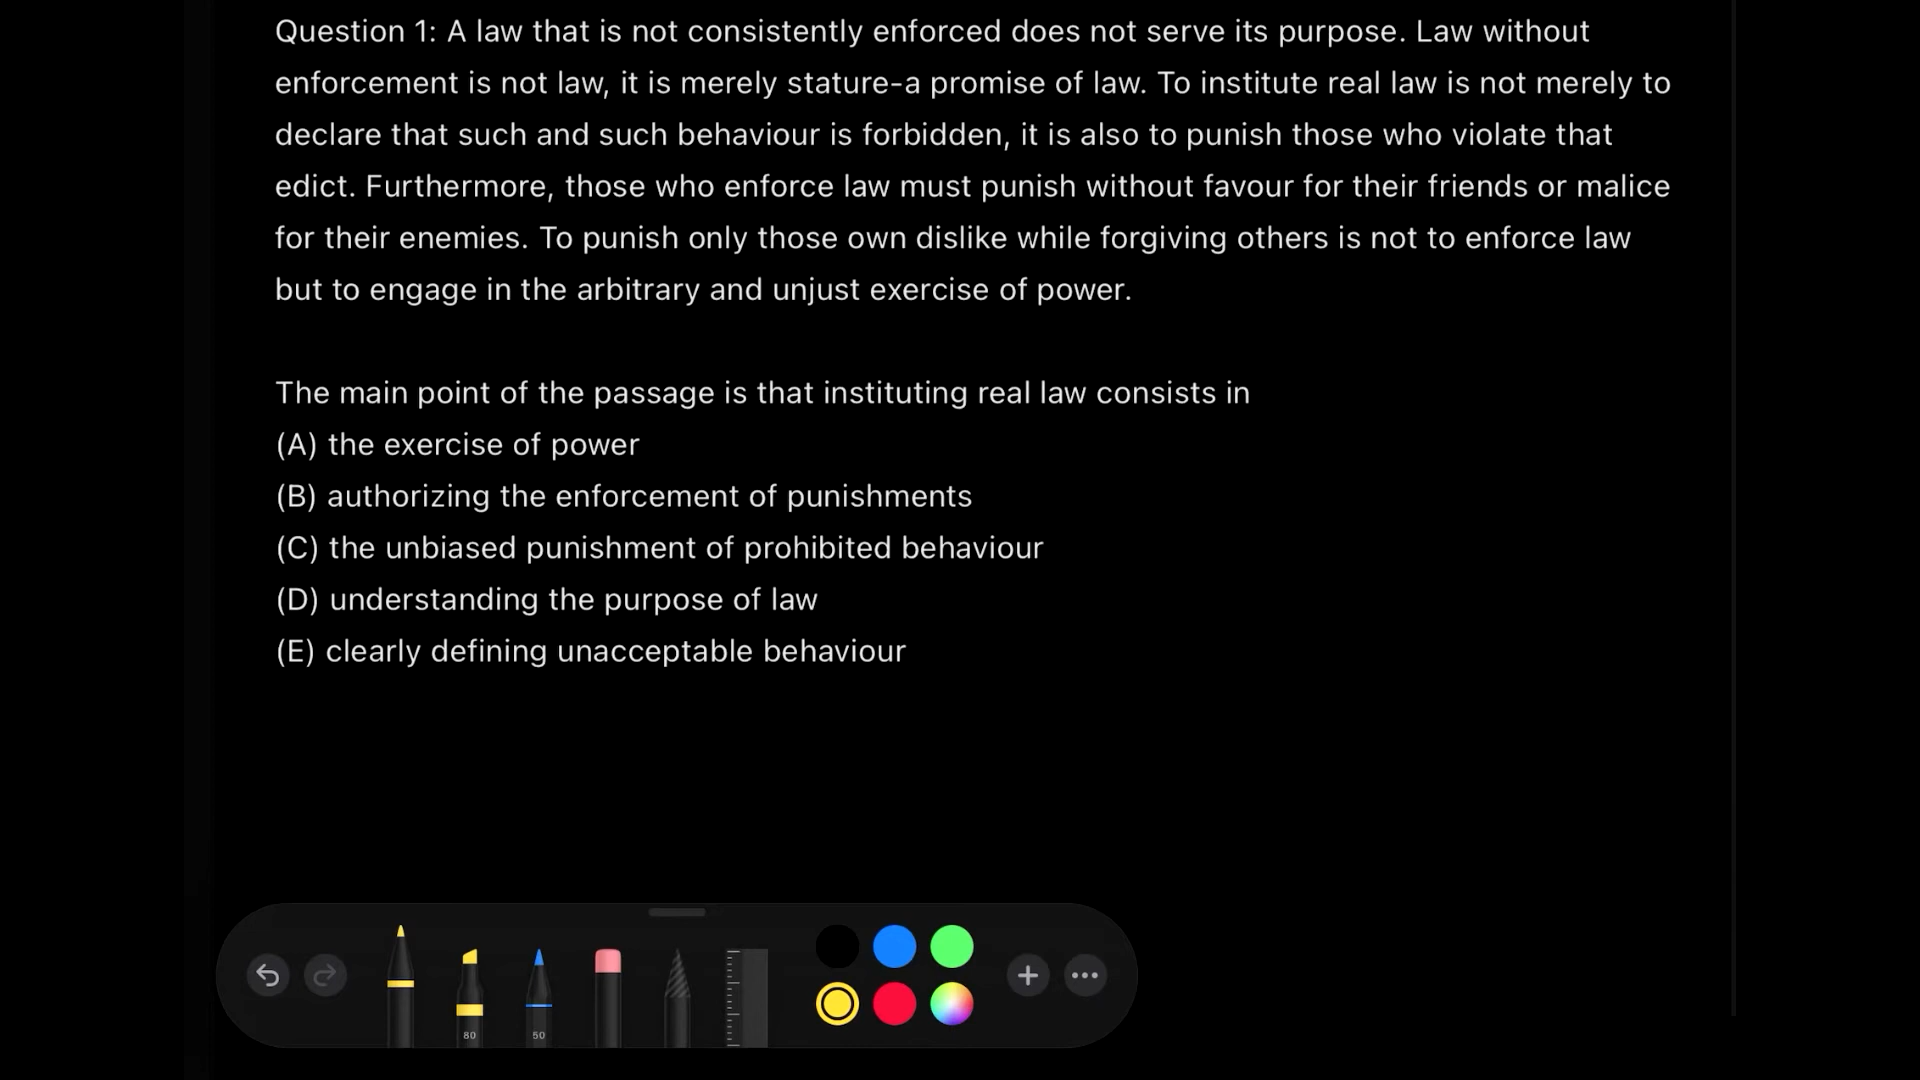 Question 1: A law that is not consistently enforced does not serve its purpose. Law without
enforcement is not law, it is merely stature-a promise of law. To institute real law is not merely to
declare that such and such behaviour is forbidden, it is also to punish those who violate that
edict. Furthermore, those who enforce law must punish without favour for their friends or malice
for their enemies. To punish only those own dislike while forgiving others is not to enforce law
but to engage in the arbitrary and unjust exercise of power.
The main point of the passage is that instituting real law consists in
(A) the exercise of power
(B) authorizing the enforcement of punishments
(C) the unbiased punishment of prohibited behaviour
(D) understanding the purpose of law
(E) clearly defining unacceptable behaviour
80 50